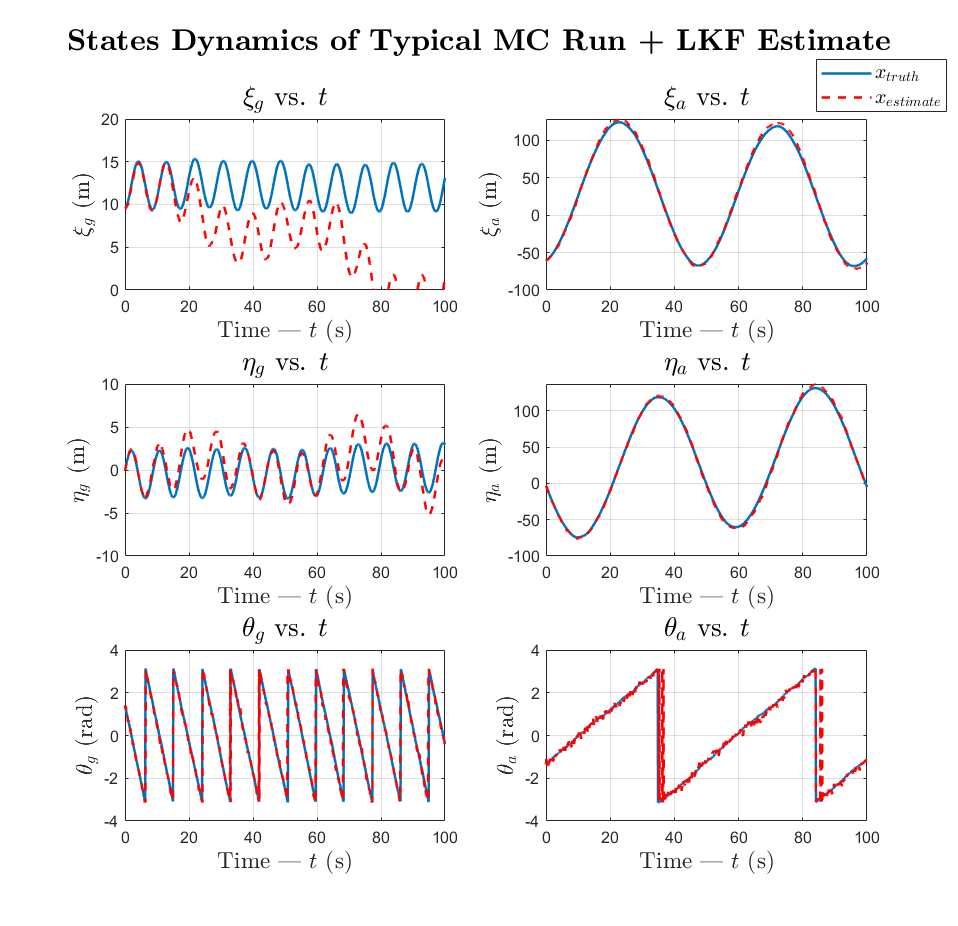 States Dynamics of Typical MC Run + LKF Estimate
x_truth
x_estimate
ξ_g vs. t
ξ_g (m)
20
15
10
5
0
0 20 40 60 80 100
Time — t (s)
ξ_a vs. t
ξ_a (m)
100
50
0
-50
-100
0 20 40 60 80 100
Time — t (s)
η_g vs. t
η_g (m)
10
5
0
-5
-10
0 20 40 60 80 100
Time — t (s)
η_a vs. t
η_a (m)
100
50
0
-50
-100
0 20 40 60 80 100
Time — t (s)
θ_g vs. t
θ_g (rad)
4
2
0
-2
-4
0 20 40 60 80 100
Time — t (s)
θ_a vs. t
θ_a (rad)
4
2
0
-2
-4
0 20 40 60 80 100
Time — t (s)